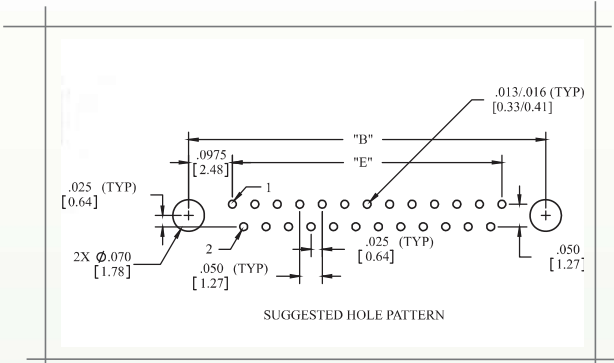 .013/.016 (TYP)
[0.33/0.41]
"B"
.0975
[2.48]
"E"
.025 (TYP)
[0.64]
1
2X Ø.070
[1.78]
2
.025 (TYP)
[0.64]
.050 (TYP)
[1.27]
.050
[1.27]
SUGGESTED HOLE PATTERN